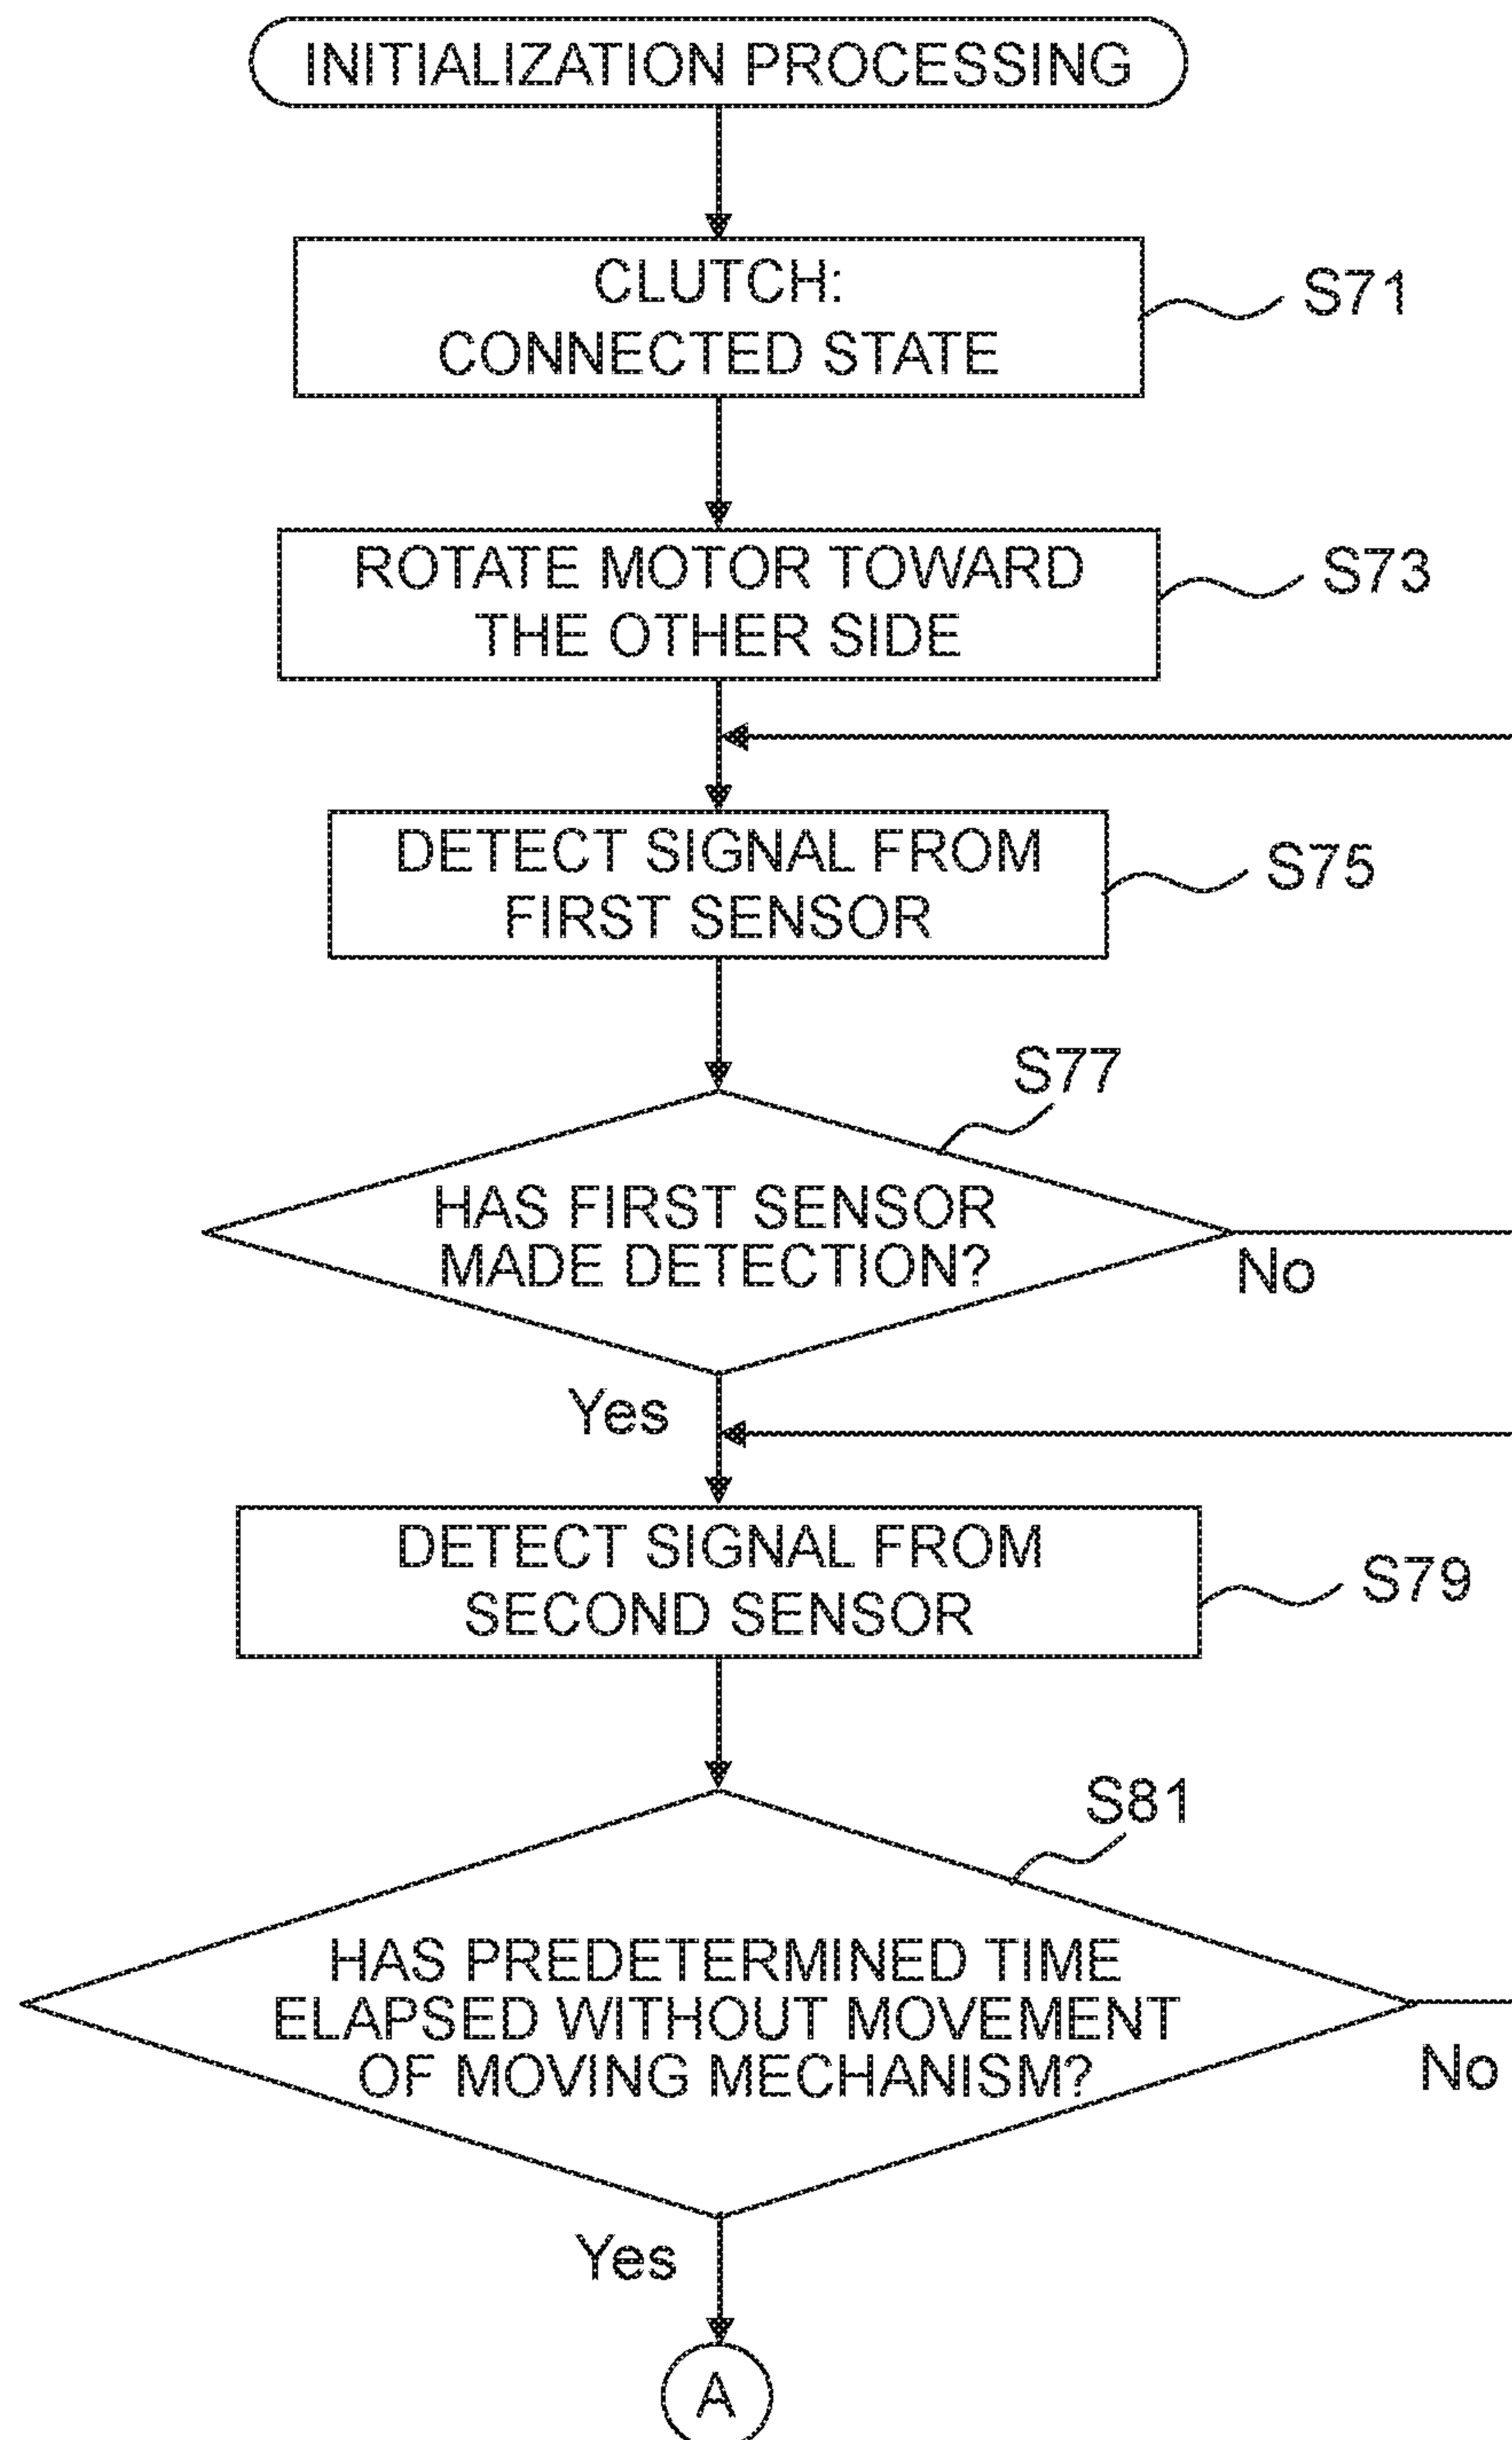 INITIALIZATION PROCESSING
CLUTCH:
CONNECTED STATE
S71
ROTATE MOTOR TOWARD
THE OTHER SIDE
S73
DETECT SIGNAL FROM
FIRST SENSOR
S75
S77
HAS FIRST SENSOR
MADE DETECTION?
No
Yes
DETECT SIGNAL FROM
SECOND SENSOR
S79
S81
HAS PREDETERMINED TIME
ELAPSED WITHOUT MOVEMENT
OF MOVING MECHANISM?
No
Yes
A